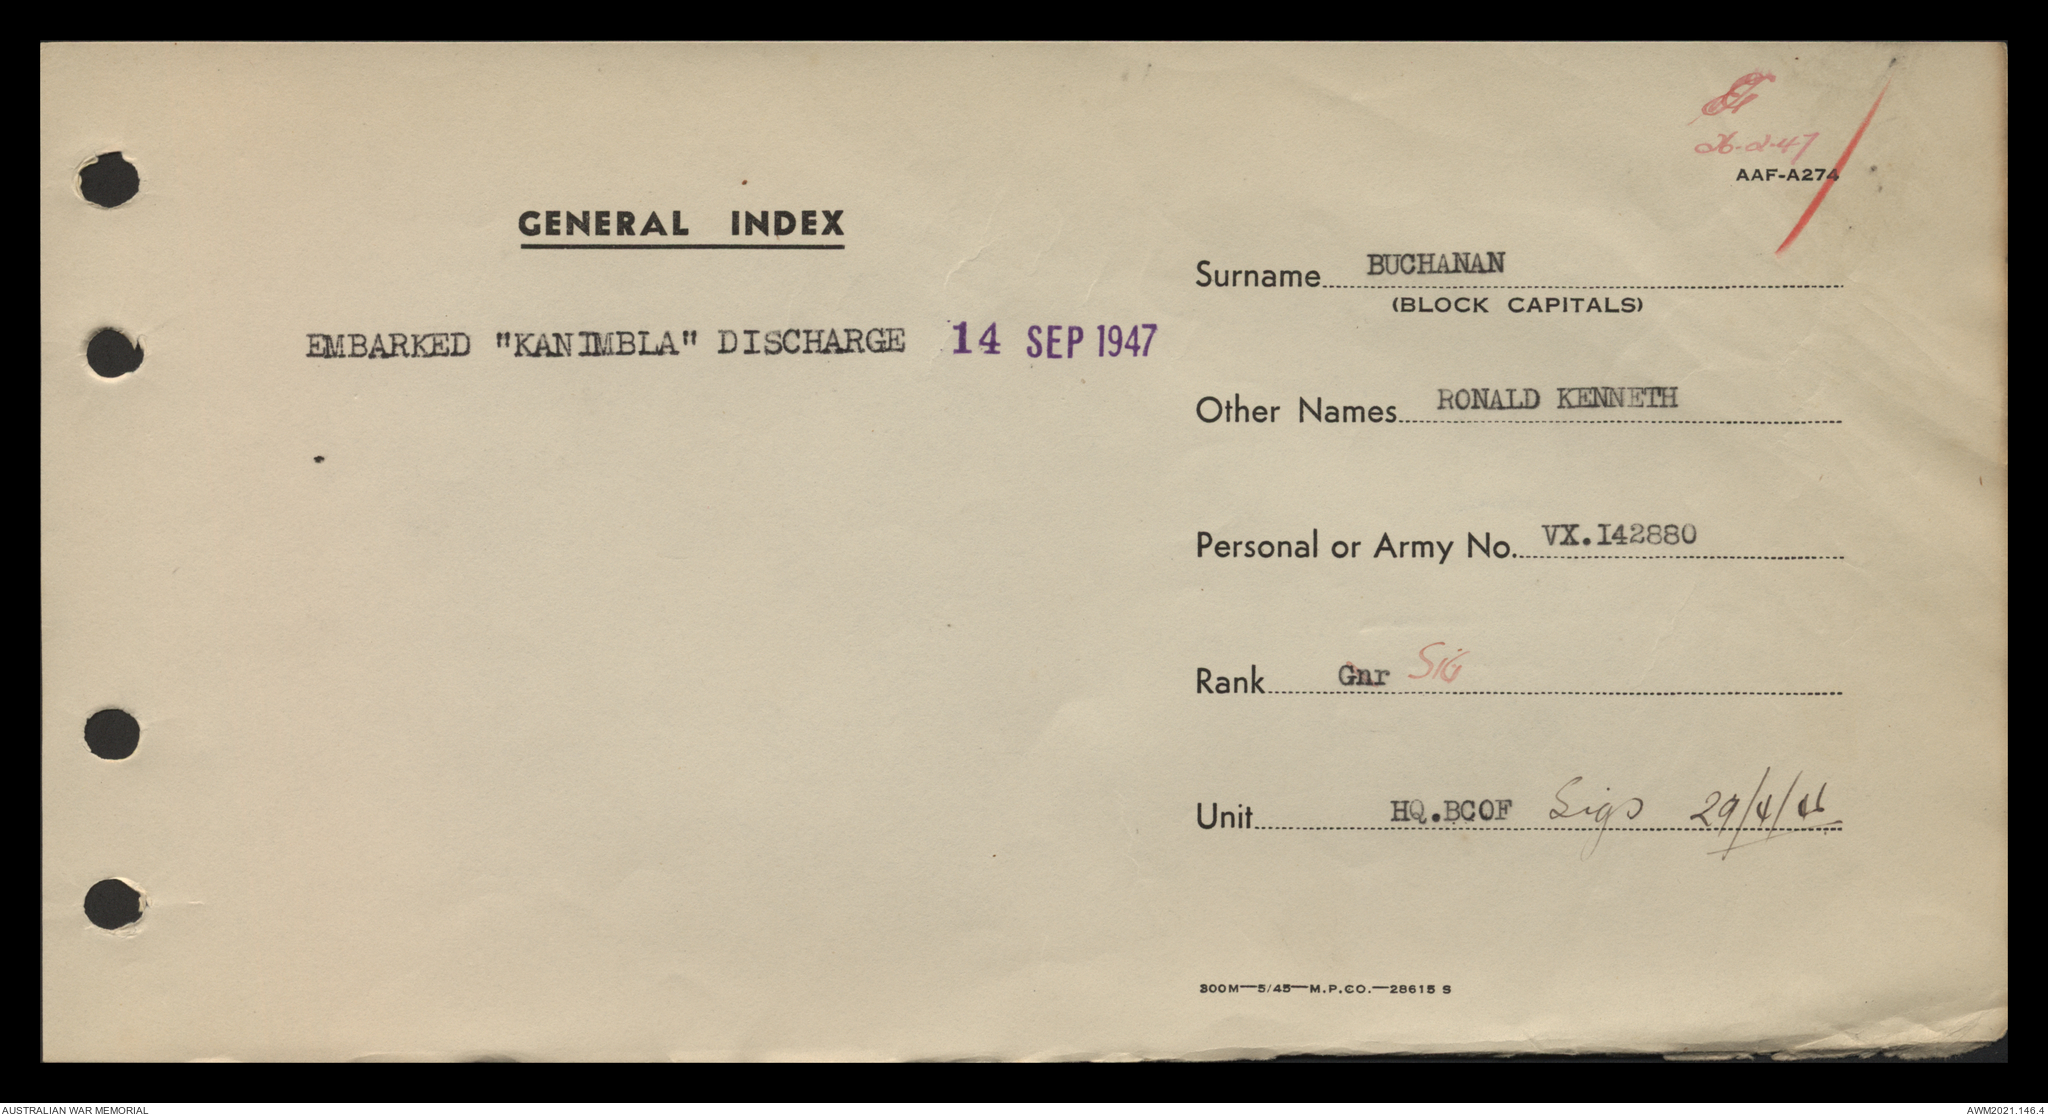 26-2-47
AAF-A274
GENERAL INDEX
EMBARKED "KANIMBLA" DISCHARGE 14 SEP 1947
Surname BUCHANAN
(BLOCK CAPITALS)
Other Names RONALD KENNETH
Personal or Army No. VX.I42880
Rank Gnr SiG
Unit HQ.BCOF Sigs 29/4/46
300M—5/45—M.P.CO.—28615 S
AUSTRALIAN WAR MEMORIAL
AWM2021.146.4